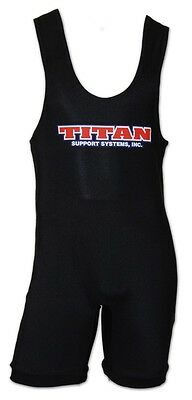 TITAN
SUPPORT SYSTEMS, INC.